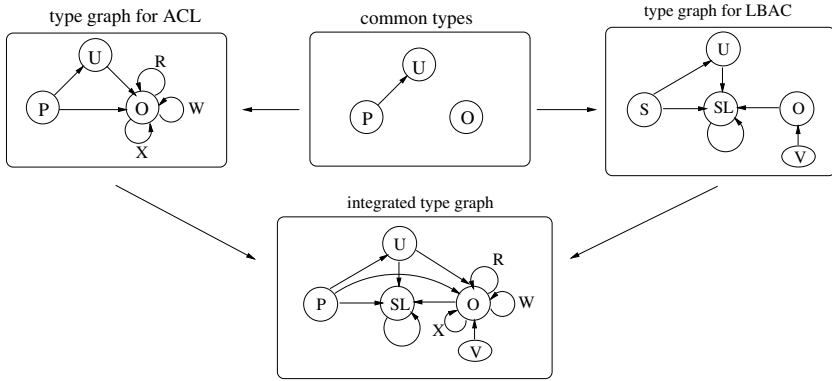 type graph for ACL
common types
type graph for LBAC
U
R
P
O
W
X
U
P
O
U
S
SL
O
V
integrated type graph
U
R
P
SL
O
W
X
V